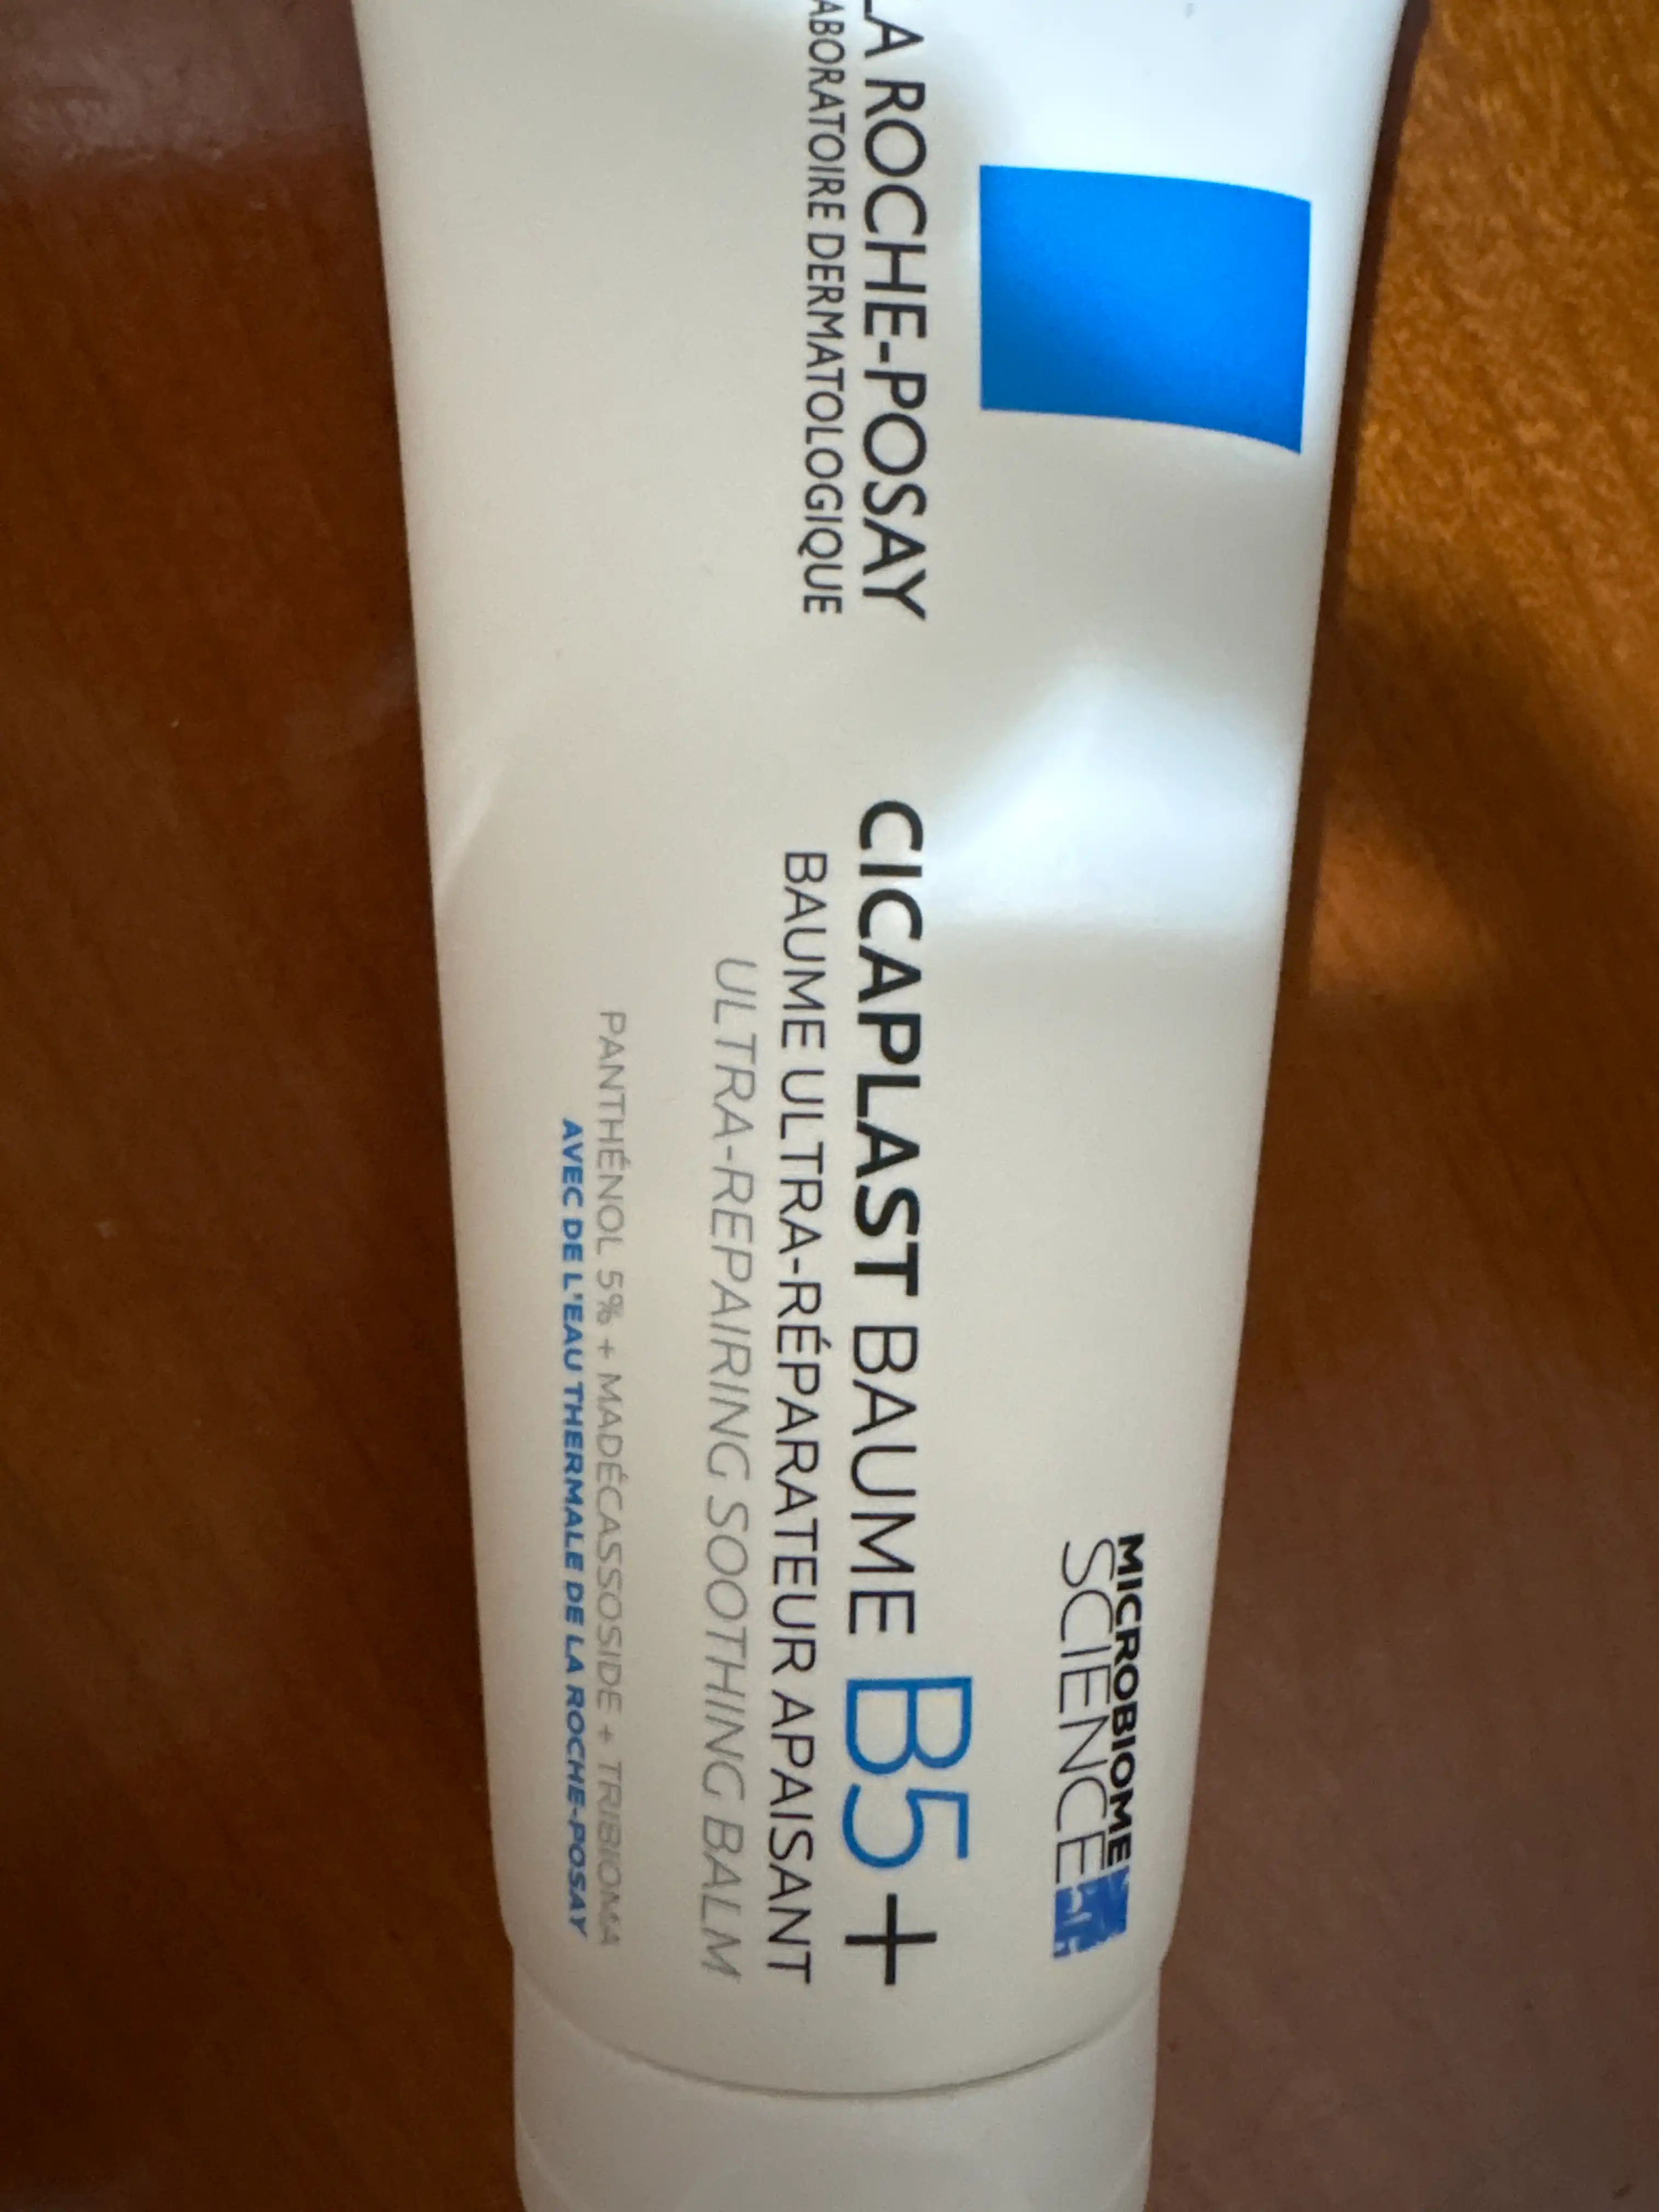 LA ROCHE-POSAY
LABORATOIRE DERMATOLOGIQUE
MICROBIOME
SCIENCE
CICAPLAST BAUME B5+
BAUME ULTRA-RÉPARATEUR APAISANT
ULTRA-REPAIRING SOOTHING BALM
PANTHÉNOL 5% + MADÉCASSOSIDE + TRIBIOMA
AVEC DE L'EAU THERMALE DE LA ROCHE-POSAY